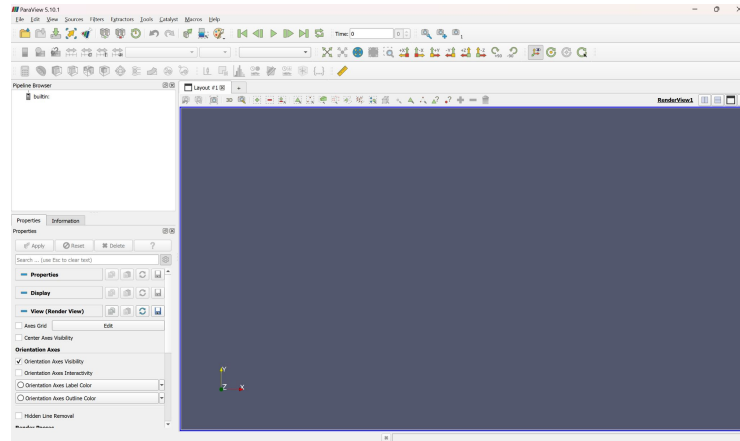 ParaView 5.10.1
File Edit View Sources Filters Extractors Tools Catalyst Macros Help
Time: 0
0
Pipeline Browser
builtin:
Layout #1
+
3D
RenderView1
Properties Information
Properties
Apply Reset Delete ?
Search ... (use Esc to clear text)
Properties
Display
View (Render View)
Axes Grid Edit
Center Axes Visibility
Orientation Axes
Orientation Axes Visibility
Orientation Axes Interactivity
Orientation Axes Label Color
Orientation Axes Outline Color
Hidden Line Removal
Y
Z X